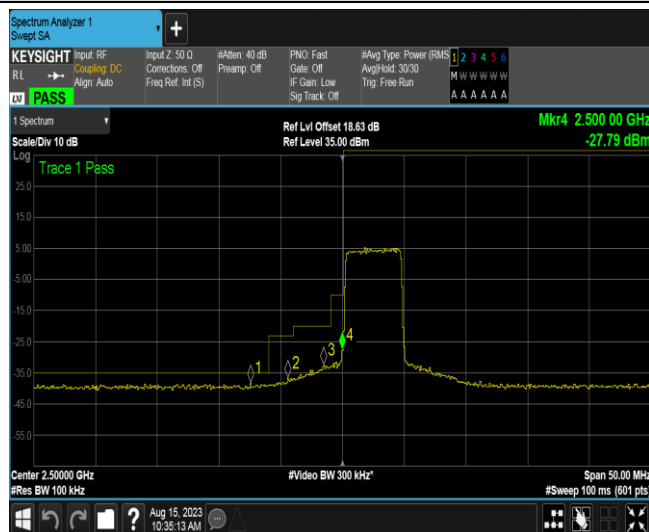 Spectrum Analyzer 1
Swept SA
+
KEYSIGHT
RL
LXI PASS
Input: RF
Coupling: DC
Align: Auto
Input Z: 50 Ω
Corrections: Off
Freq Ref: Int (S)
#Atten: 40 dB
Preamp: Off
PNO: Fast
Gate: Off
IF Gain: Low
Sig Track: Off
#Avg Type: Power (RMS
Avg|Hold: 30/30
Trig: Free Run
1 2 3 4 5 6
M W W W W W
A A A A A A
1 Spectrum
Scale/Div 10 dB
Log
Ref Lvl Offset 18.63 dB
Ref Level 35.00 dBm
Mkr4 2.500 00 GHz
-27.79 dBm
Trace 1 Pass
25.0
15.0
5.00
-5.00
-15.0
-25.0
-35.0
-45.0
-55.0
1
2
3
4
Center 2.50000 GHz
#Res BW 100 kHz
#Video BW 300 kHz*
Span 50.00 MHz
#Sweep 100 ms (601 pts)
?
Aug 15, 2023
10:35:13 AM